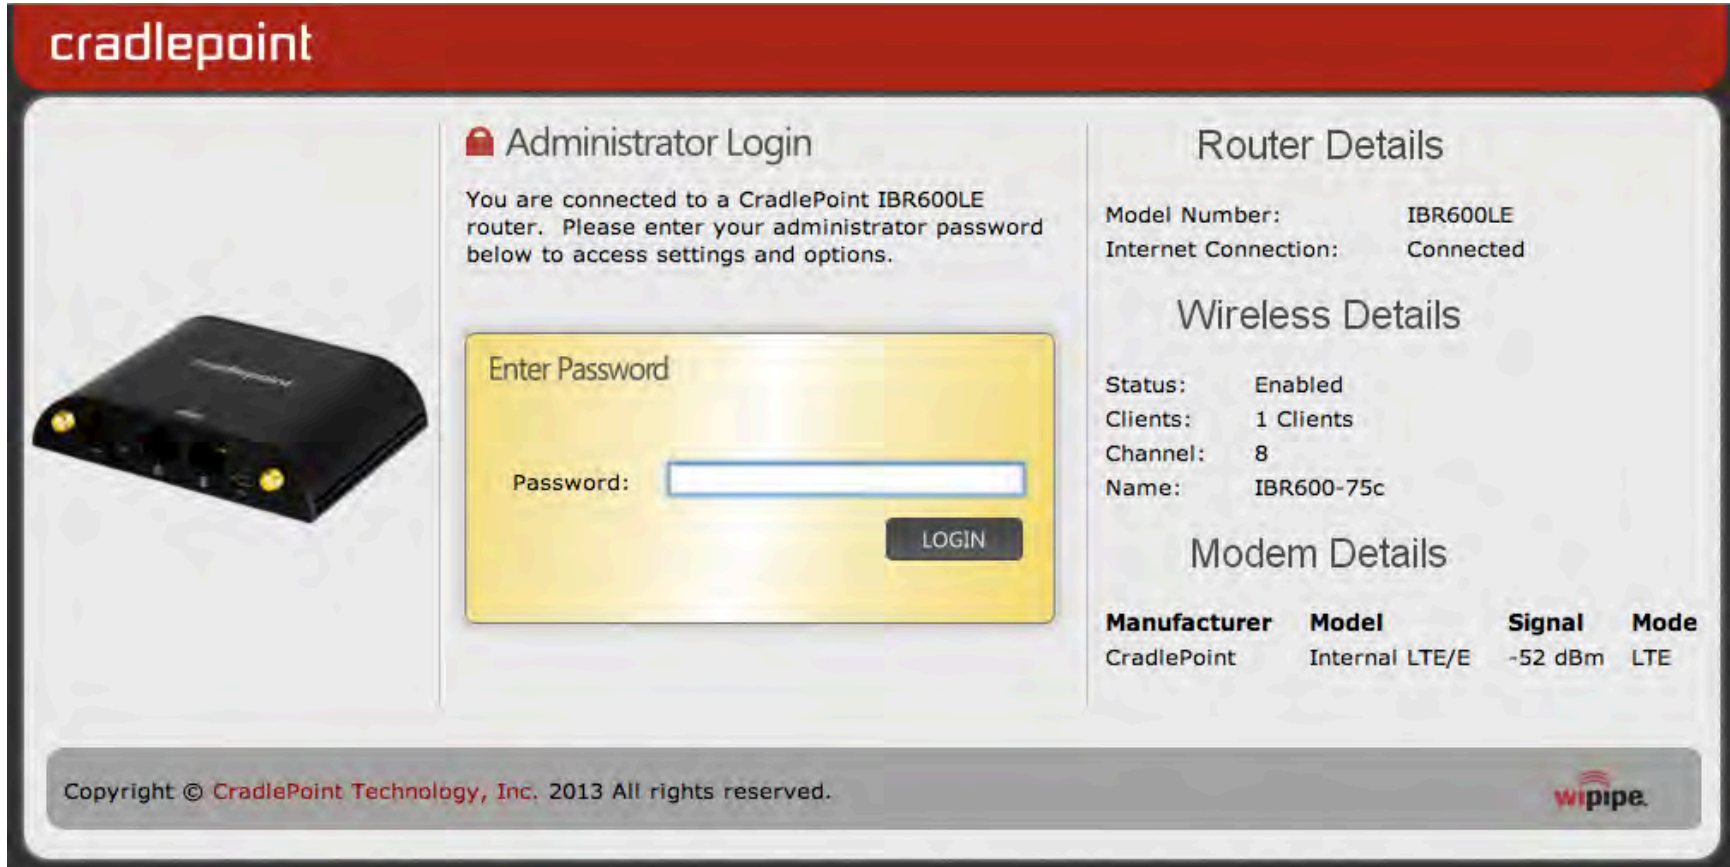 cradlepoint
Administrator Login
You are connected to a CradlePoint IBR600LE
router. Please enter your administrator password
below to access settings and options.
Enter Password
Password:
LOGIN
Router Details
Model Number: IBR600LE
Internet Connection: Connected
Wireless Details
Status: Enabled
Clients: 1 Clients
Channel: 8
Name: IBR600-75c
Modem Details
Manufacturer Model Signal Mode
CradlePoint Internal LTE/E -52 dBm LTE
Copyright © CradlePoint Technology, Inc. 2013 All rights reserved.
wipipe.